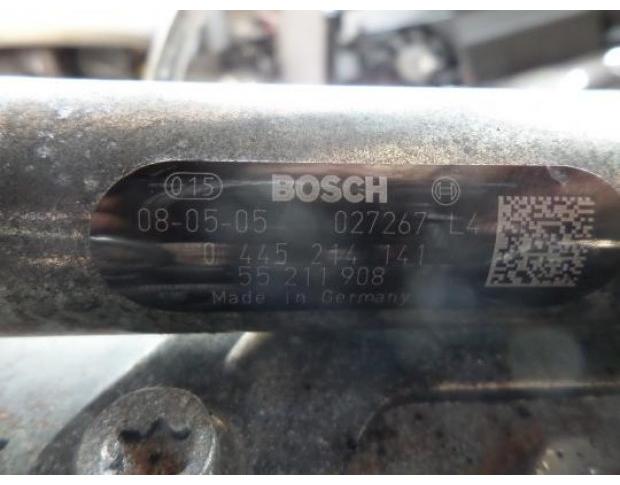 015 BOSCH
08-05-05 027267 L4
0 445 214 141
55 211 908
Made in Germany